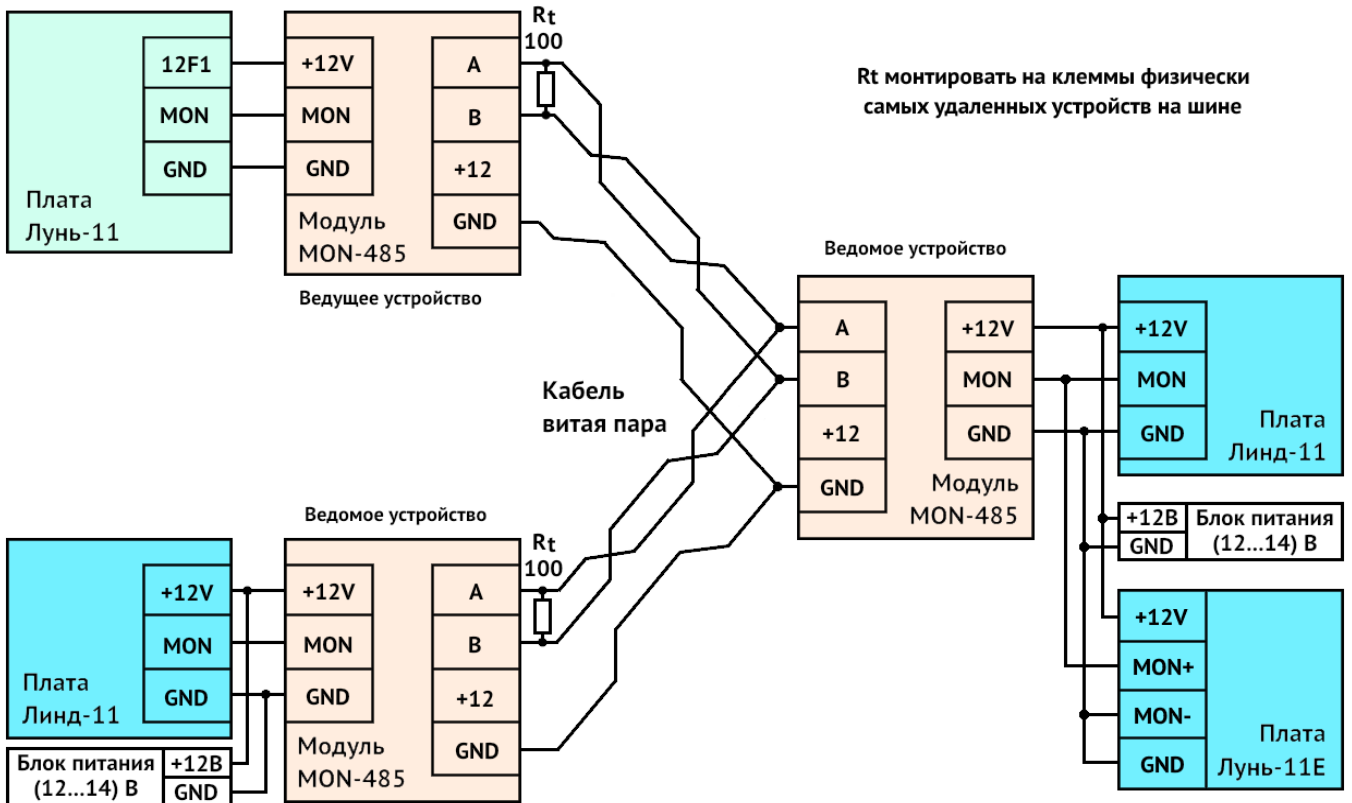 12F1
MON
GND
Плата
Лунь-11
+12V
MON
GND
A
B
+12
GND
Модуль
MON-485
Rt
100
Ведущее устройство
Rt монтировать на клеммы физически
самых удаленных устройств на шине
Кабель
витая пара
Ведомое устройство
A
B
+12
GND
+12V
MON
GND
Модуль
MON-485
+12V
MON
GND
Плата
Линд-11
+12В
GND
Блок питания
(12...14) В
+12V
MON+
MON-
GND
Плата
Лунь-11Е
Ведомое устройство
+12V
MON
GND
Плата
Линд-11
+12V
MON
GND
A
B
+12
GND
Модуль
MON-485
Rt
100
Блок питания
(12...14) В
+12В
GND